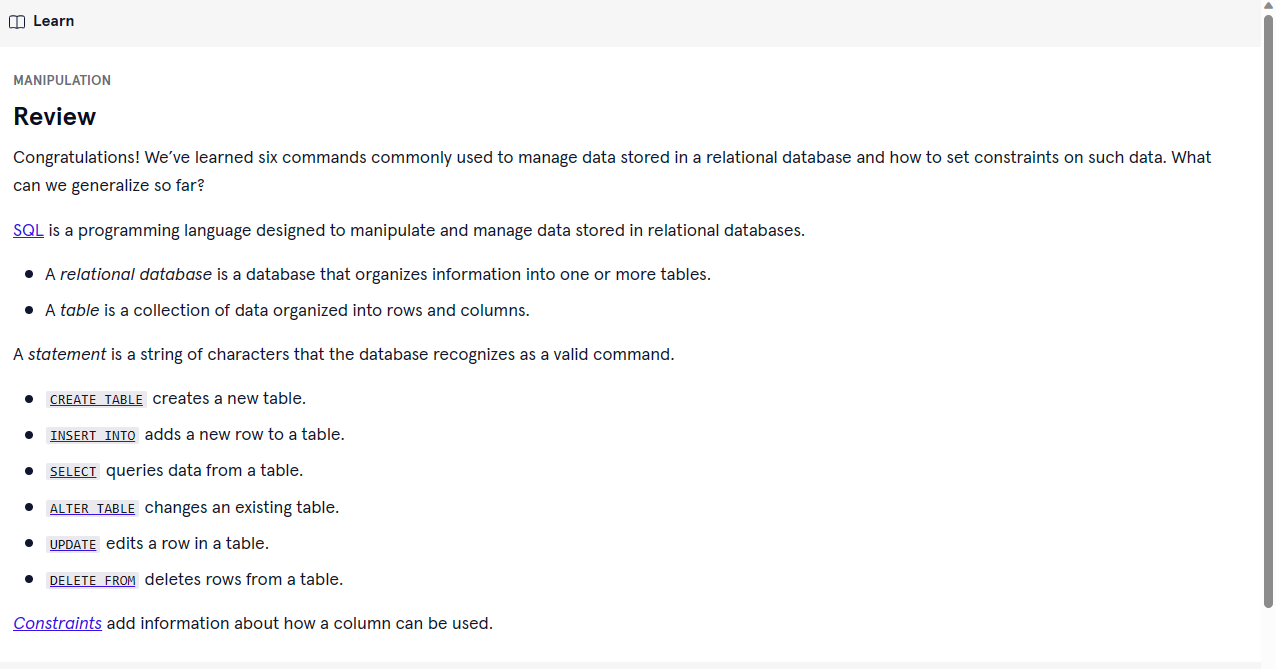 Learn
MANIPULATION
Review
Congratulations! We’ve learned six commands commonly used to manage data stored in a relational database and how to set constraints on such data. What
can we generalize so far?
SQL is a programming language designed to manipulate and manage data stored in relational databases.
• A relational database is a database that organizes information into one or more tables.
• A table is a collection of data organized into rows and columns.
A statement is a string of characters that the database recognizes as a valid command.
• CREATE TABLE creates a new table.
• INSERT INTO adds a new row to a table.
• SELECT queries data from a table.
• ALTER TABLE changes an existing table.
• UPDATE edits a row in a table.
• DELETE FROM deletes rows from a table.
Constraints add information about how a column can be used.